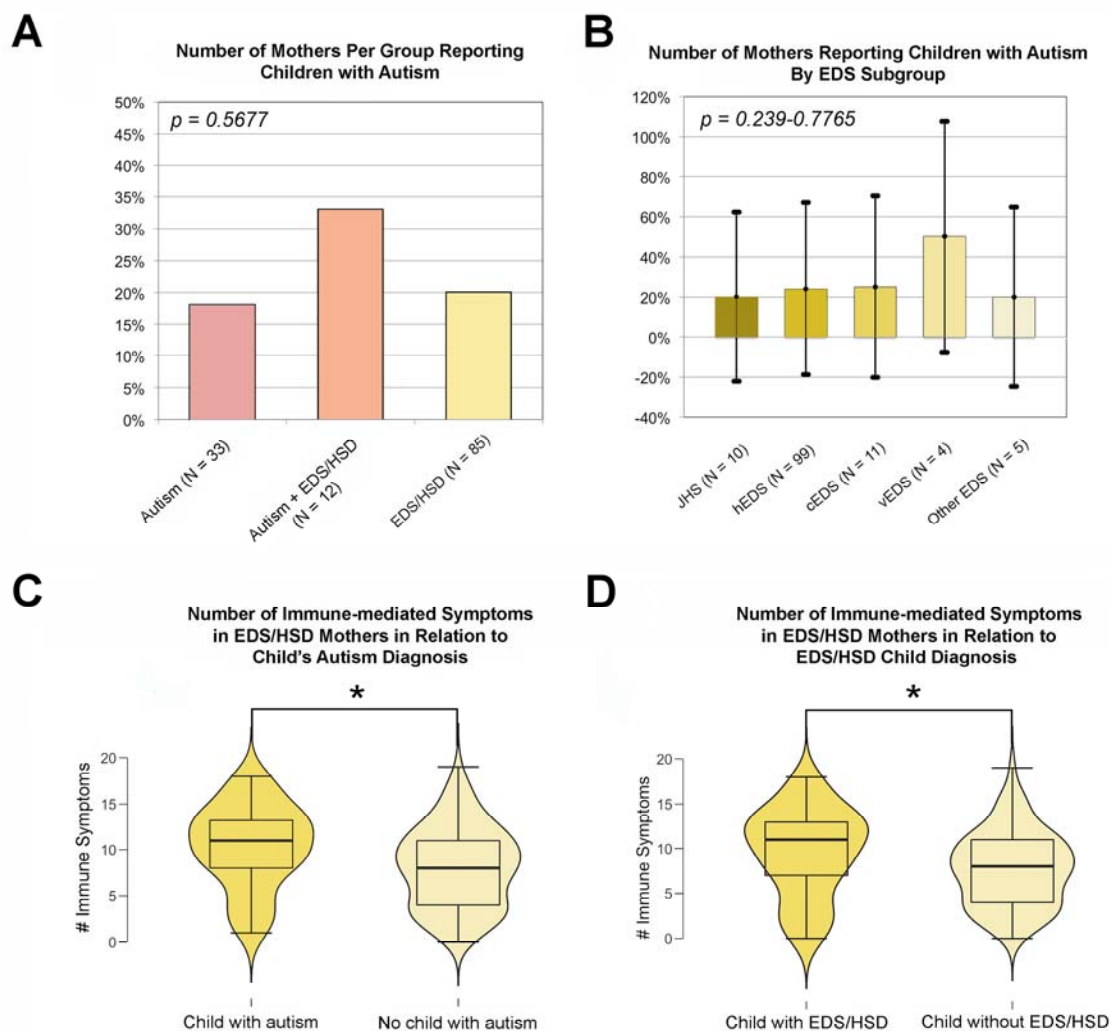 A
Number of Mothers Per Group Reporting
Children with Autism
50%
45%
40%
35%
30%
25%
20%
15%
10%
5%
0%
p = 0.5677
Autism (N = 33)
Autism + EDS/HSD
(N = 12)
EDS/HSD (N = 85)
B
Number of Mothers Reporting Children with Autism
By EDS Subgroup
120%
100%
80%
60%
40%
20%
0%
-20%
-40%
p = 0.239-0.7765
JHS (N = 10)
hEDS (N = 99)
cEDS (N = 11)
vEDS (N = 4)
Other EDS (N = 5)
C
Number of Immune-mediated Symptoms
in EDS/HSD Mothers in Relation to
Child's Autism Diagnosis
*
# Immune Symptoms
20
15
10
5
0
Child with autism
No child with autism
D
Number of Immune-mediated Symptoms
in EDS/HSD Mothers in Relation to
EDS/HSD Child Diagnosis
*
# Immune Symptoms
20
15
10
5
0
Child with EDS/HSD
Child without EDS/HSD